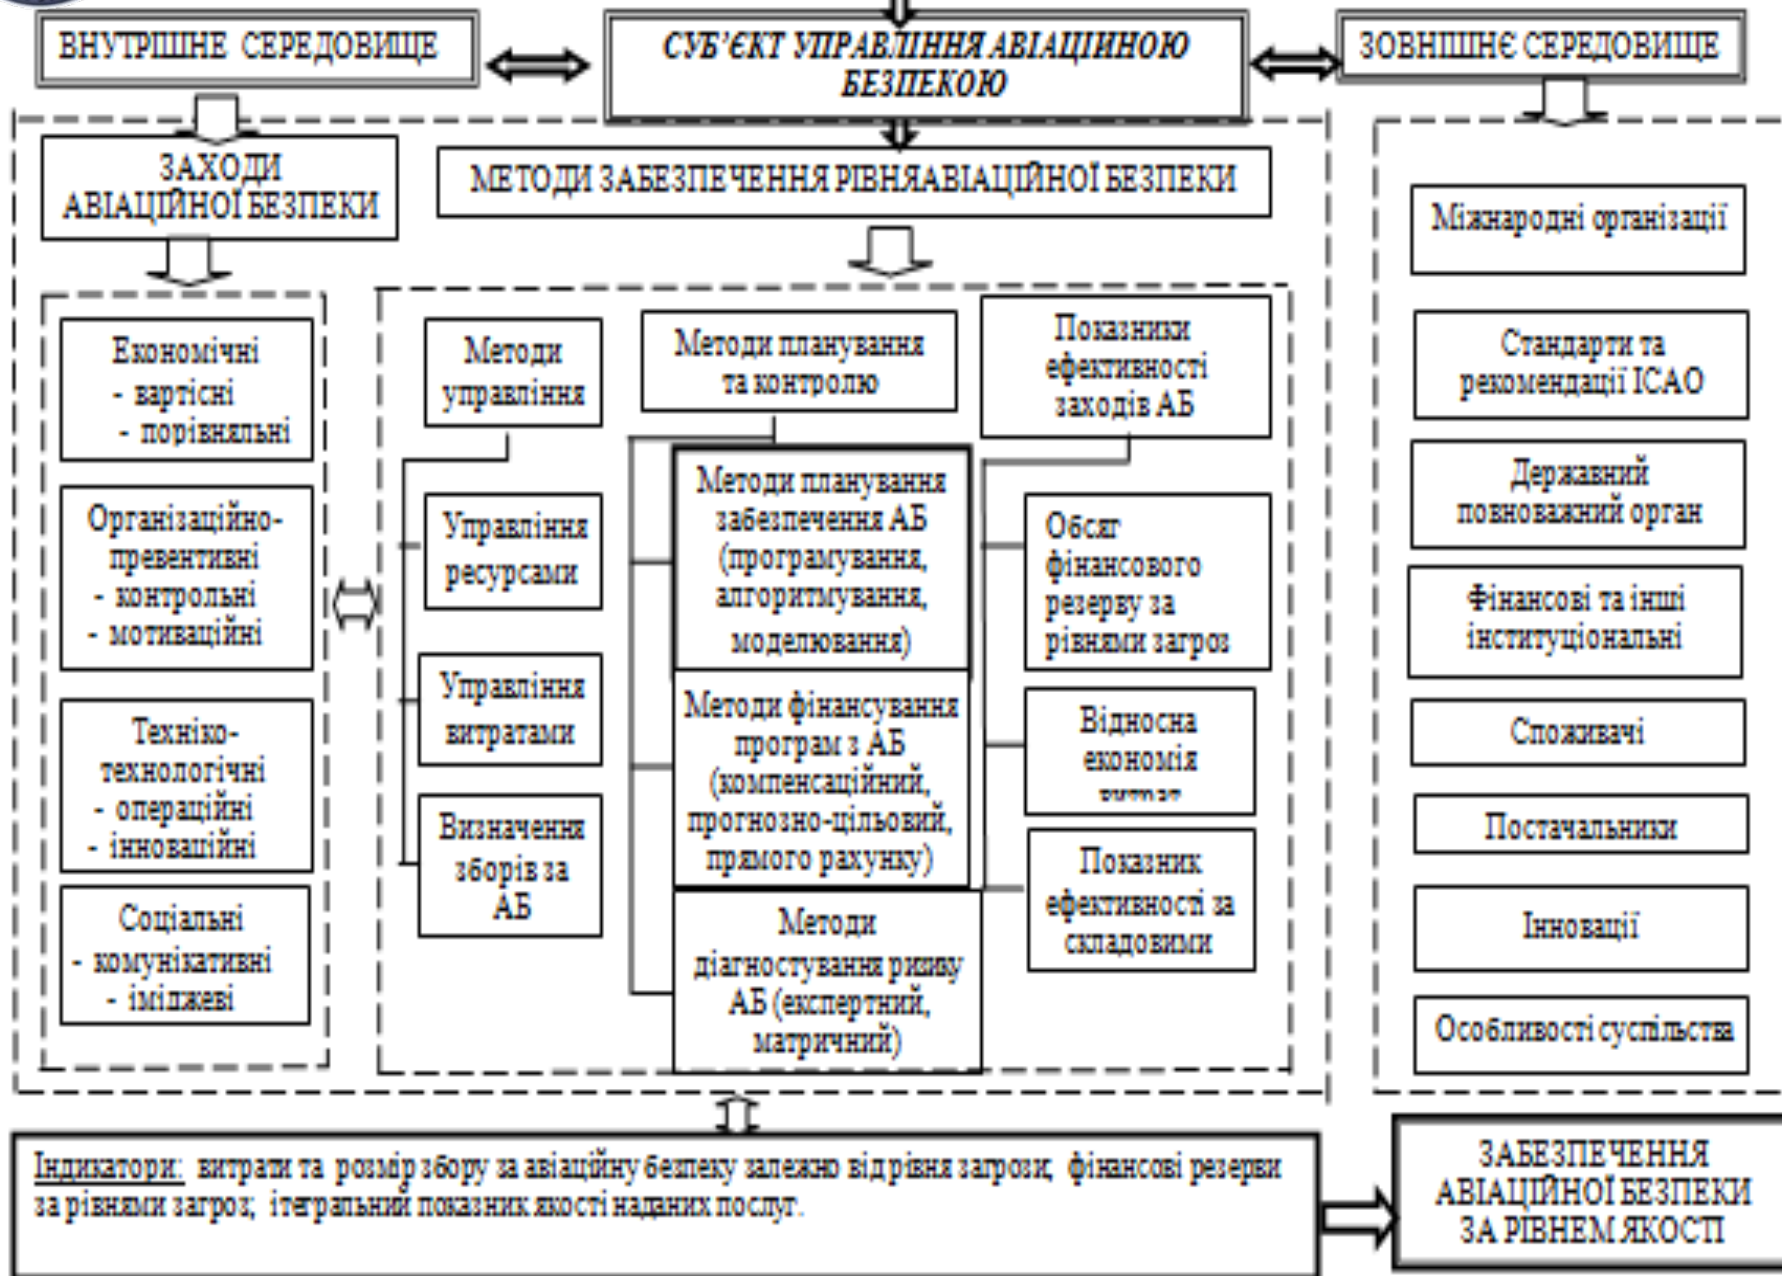 ВНУТРІШНЕ СЕРЕДОВИЩЕ
СУБ’ЄКТ УПРАВЛІННЯ АВІАЦІЙНОЮ
БЕЗПЕКОЮ
ЗОВНІШНЄ СЕРЕДОВИЩЕ
ЗАХОДИ
АВІАЦІЙНОЇ БЕЗПЕКИ
МЕТОДИ ЗАБЕЗПЕЧЕННЯ РІВНЯАВІАЦІЙНОЇ БЕЗПЕКИ
Економічні
- вартісні
- порівняльні
Організаційно-
превентивні
- контрольні
- мотиваційні
Техніко-
технологічні
- операційні
- інноваційні
Соціальні
- комунікативні
- іміджеві
Методи
управління
Управління
ресурсами
Управління
витратами
Визначення
зборів за
АБ
Методи планування
та контролю
Методи планування
забезпечення АБ
(програмування,
алгоритмування,
моделювання)
Методи фінансування
програм з АБ
(компенсаційний,
прогнозно-цільовий,
прямого рахунку)
Методи
діагностування ризику
АБ (експертний,
матричний)
Показники
ефективності
заходів АБ
Обсяг
фінансового
резерву за
рівнями загроз
Відносна
економія
Показник
ефективності за
складовими
Міжнародні організації
Стандарти та
рекомендації ІСАО
Державний
повноважний орган
Фінансові та інші
інституціональні
Споживачі
Постачальники
Інновації
Особливості суспільства
Індикатори: витрати та розмір збору за авіаційну безпеку залежно від рівня загрози; фінансові резерви
за рівнями загроз; ітегральний показник якості наданих послуг.
ЗАБЕЗПЕЧЕННЯ
АВІАЦІЙНОЇ БЕЗПЕКИ
ЗА РІВНЕМ ЯКОСТІ